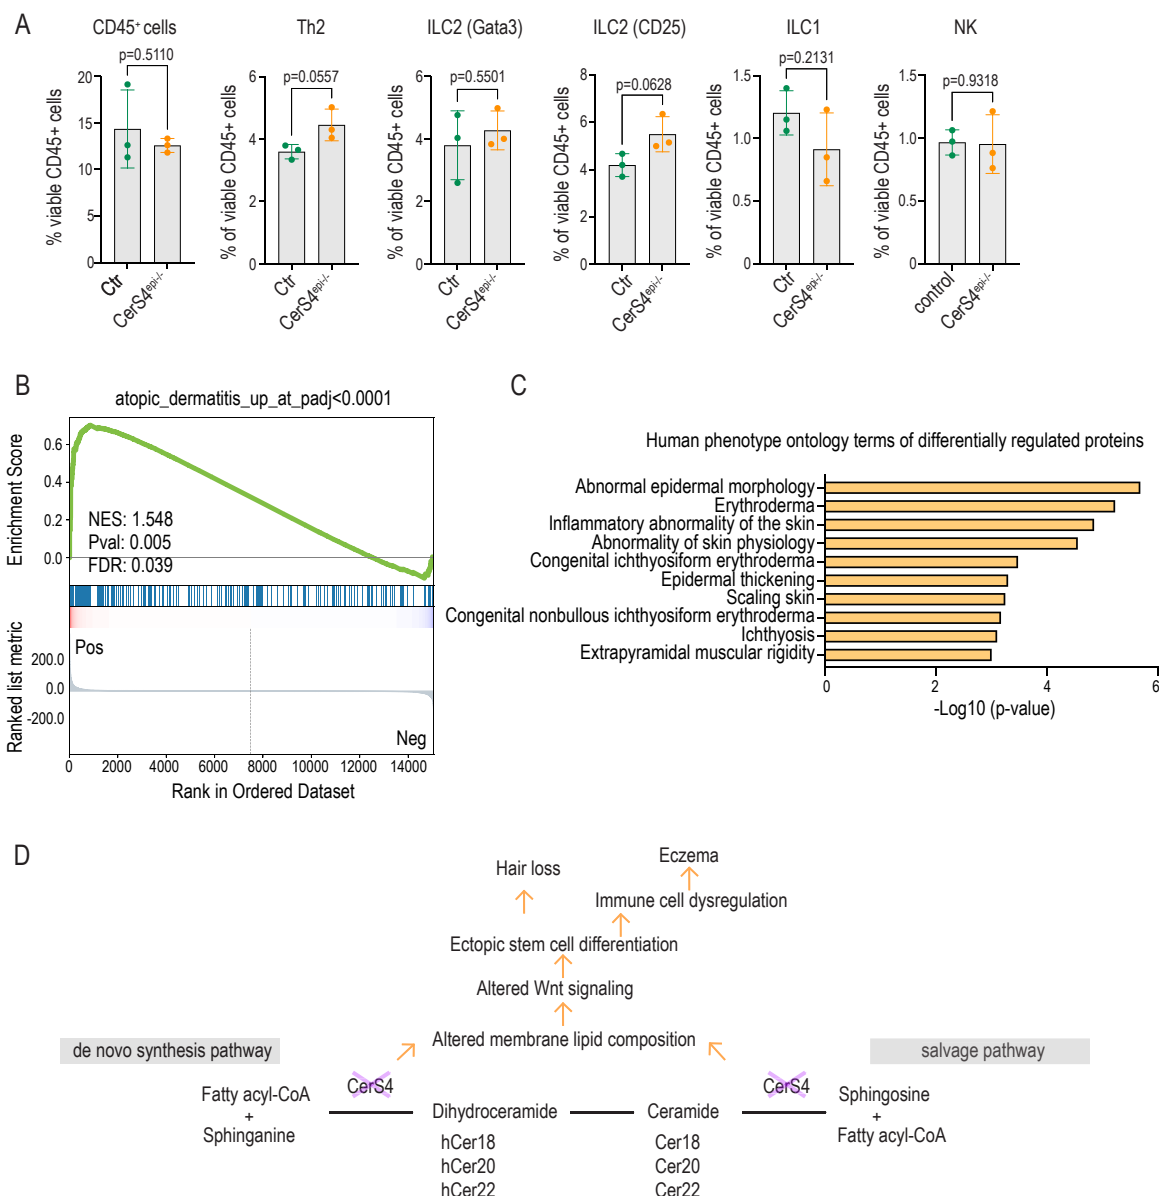 A
CD45⁺ cells
p=0.5110
% viable CD45+ cells
20
15
10
5
0
Ctr
CerS4epi-/-
Th2
p=0.0557
% of viable CD45+ cells
6
4
2
0
Ctr
CerS4epi-/-
ILC2 (Gata3)
p=0.5501
% of viable CD45+ cells
6
4
2
0
Ctr
CerS4epi-/-
ILC2 (CD25)
p=0.0628
% of viable CD45+ cells
8
6
4
2
0
Ctr
CerS4epi-/-
ILC1
p=0.2131
% of viable CD45+ cells
1.5
1.0
0.5
0
Ctr
CerS4epi-/-
NK
p=0.9318
% of viable CD45+ cells
1.5
1.0
0.5
0
control
CerS4epi-/-
B
atopic_dermatitis_up_at_padj<0.0001
Enrichment Score
0.6
0.4
0.2
0.0
NES: 1.548
Pval: 0.005
FDR: 0.039
Ranked list metric
Pos
200.0
0.0
-200.0
Neg
0 2000 4000 6000 8000 10000 12000 14000
Rank in Ordered Dataset
C
Human phenotype ontology terms of differentially regulated proteins
Abnormal epidermal morphology
Erythroderma
Inflammatory abnormality of the skin
Abnormality of skin physiology
Congenital ichthyosiform erythroderma
Epidermal thickening
Scaling skin
Congenital nonbullous ichthyosiform erythroderma
Ichthyosis
Extrapyramidal muscular rigidity
0 2 4 6
-Log10 (p-value)
D
Eczema
Hair loss
Immune cell dysregulation
Ectopic stem cell differentiation
Altered Wnt signaling
Altered membrane lipid composition
de novo synthesis pathway
salvage pathway
CerS4
CerS4
Fatty acyl-CoA
+
Sphinganine
Dihydroceramide
hCer18
hCer20
hCer22
Ceramide
Cer18
Cer20
Cer22
Sphingosine
+
Fatty acyl-CoA